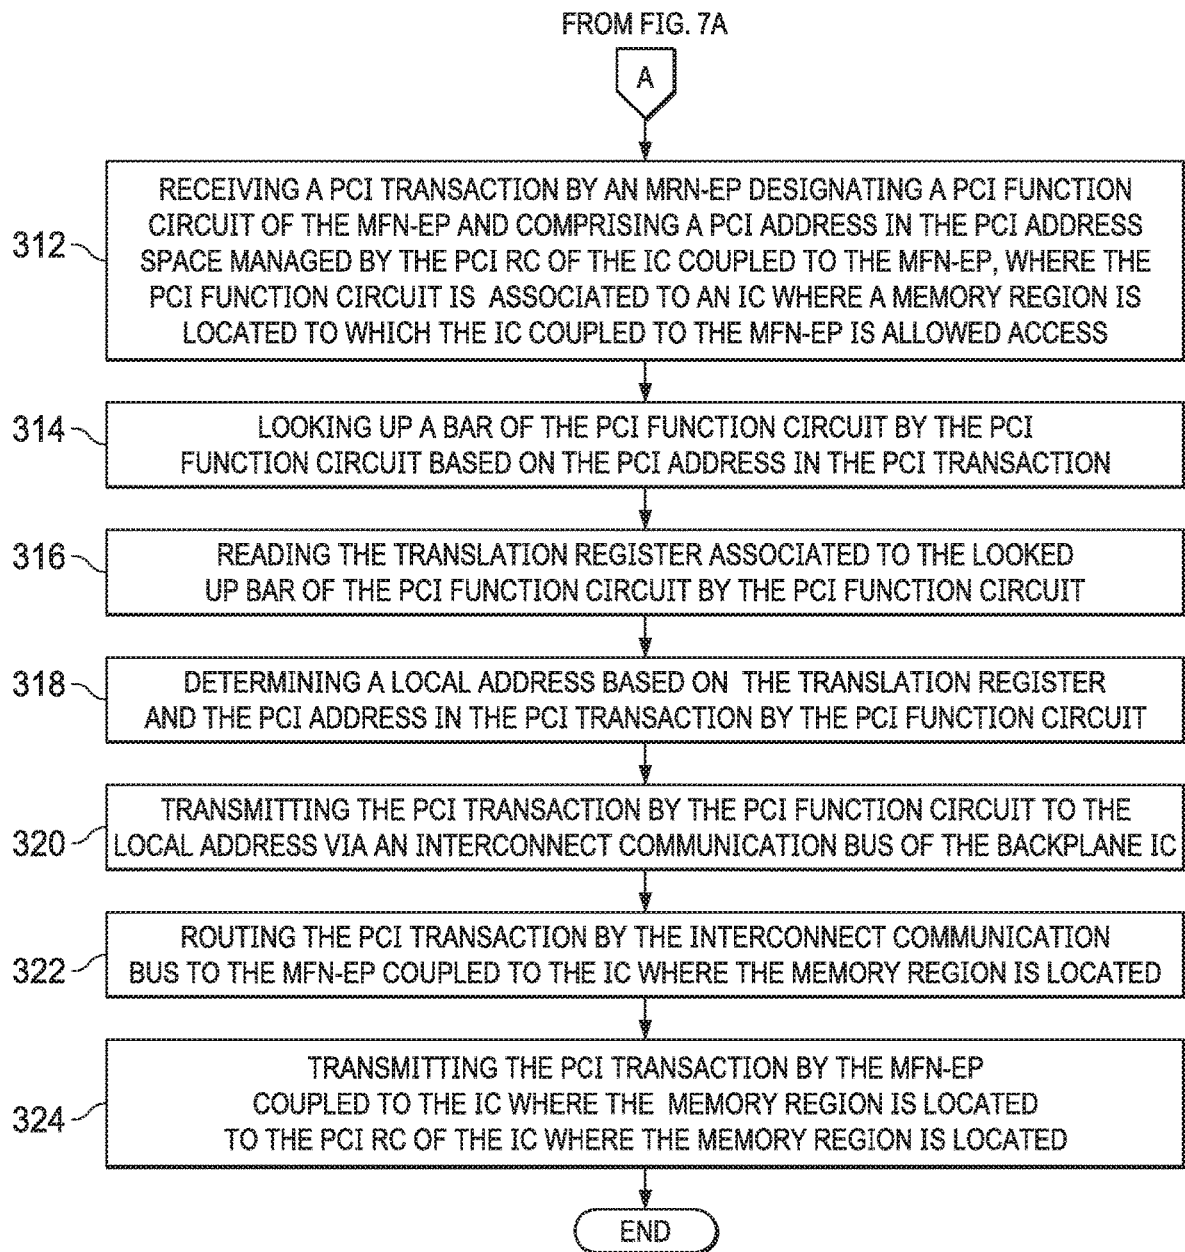 FROM FIG. 7A
A
312
RECEIVING A PCI TRANSACTION BY AN MRN-EP DESIGNATING A PCI FUNCTION
CIRCUIT OF THE MFN-EP AND COMPRISING A PCI ADDRESS IN THE PCI ADDRESS
SPACE MANAGED BY THE PCI RC OF THE IC COUPLED TO THE MFN-EP, WHERE THE
PCI FUNCTION CIRCUIT IS ASSOCIATED TO AN IC WHERE A MEMORY REGION IS
LOCATED TO WHICH THE IC COUPLED TO THE MFN-EP IS ALLOWED ACCESS
314
LOOKING UP A BAR OF THE PCI FUNCTION CIRCUIT BY THE PCI
FUNCTION CIRCUIT BASED ON THE PCI ADDRESS IN THE PCI TRANSACTION
316
READING THE TRANSLATION REGISTER ASSOCIATED TO THE LOOKED
UP BAR OF THE PCI FUNCTION CIRCUIT BY THE PCI FUNCTION CIRCUIT
318
DETERMINING A LOCAL ADDRESS BASED ON THE TRANSLATION REGISTER
AND THE PCI ADDRESS IN THE PCI TRANSACTION BY THE PCI FUNCTION CIRCUIT
320
TRANSMITTING THE PCI TRANSACTION BY THE PCI FUNCTION CIRCUIT TO THE
LOCAL ADDRESS VIA AN INTERCONNECT COMMUNICATION BUS OF THE BACKPLANE IC
322
ROUTING THE PCI TRANSACTION BY THE INTERCONNECT COMMUNICATION
BUS TO THE MFN-EP COUPLED TO THE IC WHERE THE MEMORY REGION IS LOCATED
324
TRANSMITTING THE PCI TRANSACTION BY THE MFN-EP
COUPLED TO THE IC WHERE THE MEMORY REGION IS LOCATED
TO THE PCI RC OF THE IC WHERE THE MEMORY REGION IS LOCATED
END